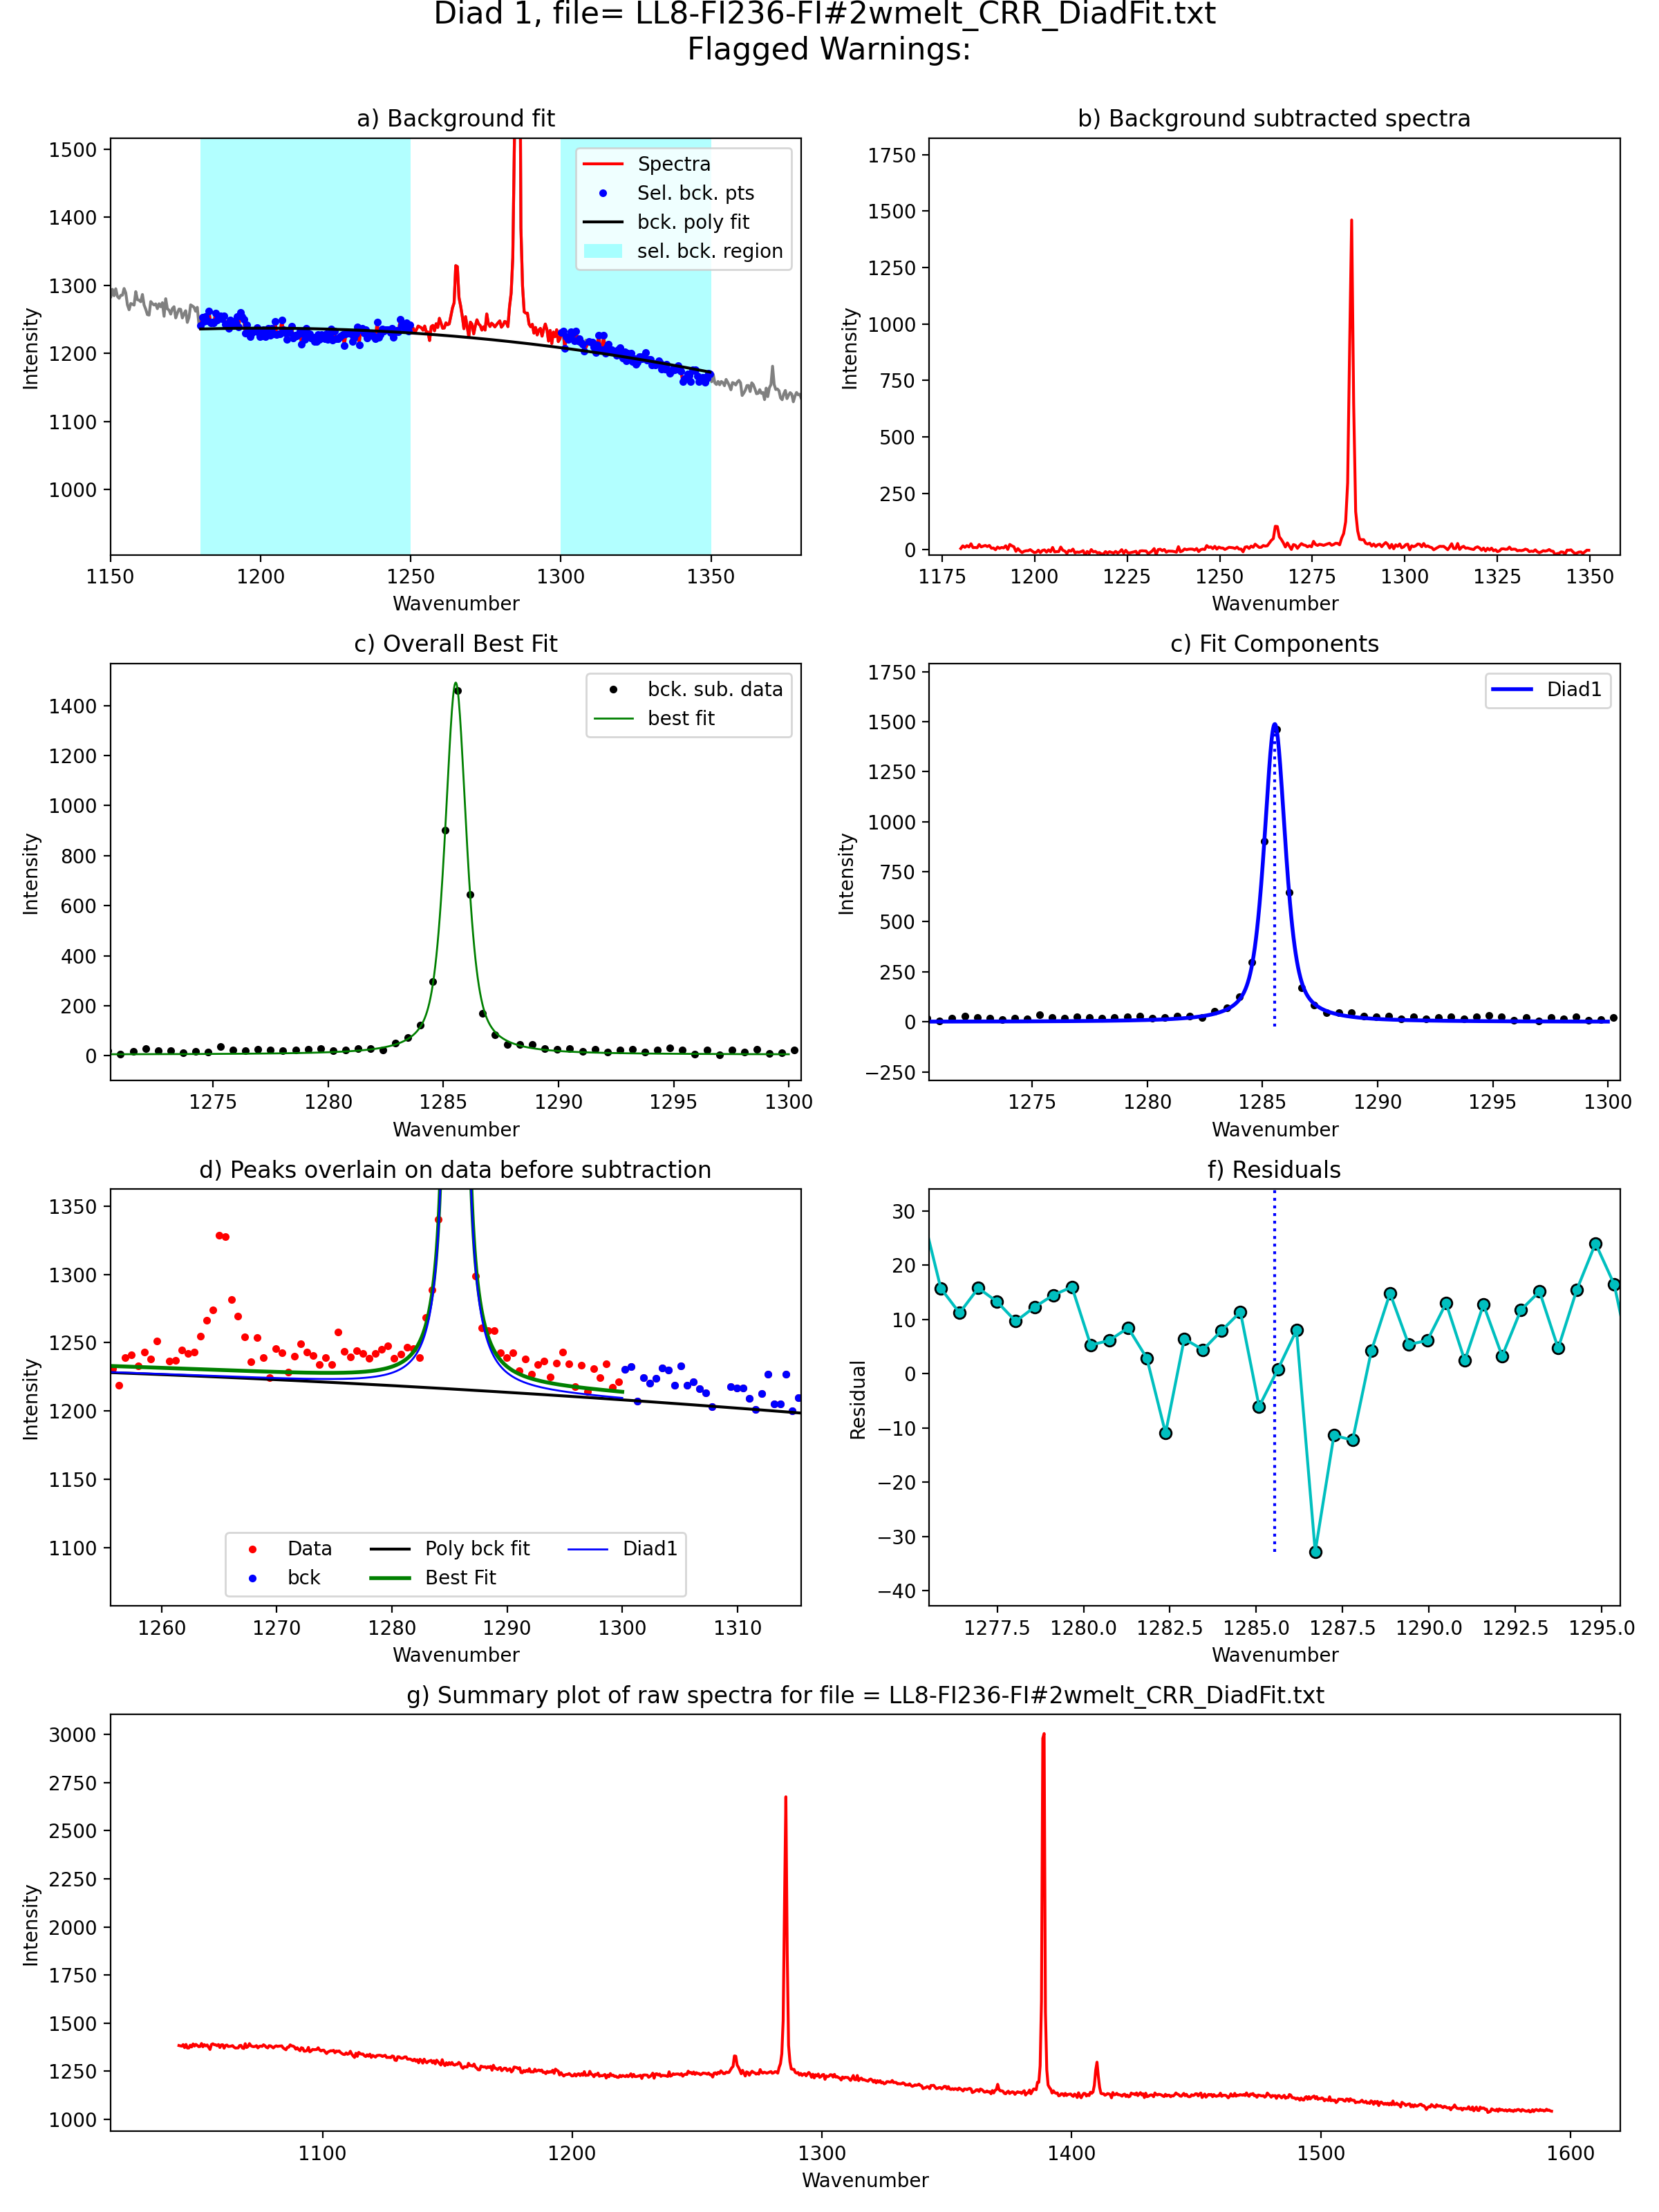 Diad 1, file= LL8-FI236-FI#2wmelt_CRR_DiadFit.txt
Flagged Warnings:
a) Background fit
Intensity
1500
1400
1300
1200
1100
1000
Spectra
Sel. bck. pts
bck. poly fit
sel. bck. region
1150 1200 1250 1300 1350
Wavenumber
b) Background subtracted spectra
Intensity
1750
1500
1250
1000
750
500
250
0
1175 1200 1225 1250 1275 1300 1325 1350
Wavenumber
c) Overall Best Fit
Intensity
1400
1200
1000
800
600
400
200
0
bck. sub. data
best fit
1275 1280 1285 1290 1295 1300
Wavenumber
c) Fit Components
Intensity
1750
1500
1250
1000
750
500
250
0
−250
Diad1
1275 1280 1285 1290 1295 1300
Wavenumber
d) Peaks overlain on data before subtraction
Intensity
1350
1300
1250
1200
1150
1100
Data
bck
Poly bck fit
Best Fit
Diad1
1260 1270 1280 1290 1300 1310
Wavenumber
f) Residuals
Residual
30
20
10
0
−10
−20
−30
−40
1277.5 1280.0 1282.5 1285.0 1287.5 1290.0 1292.5 1295.0
Wavenumber
g) Summary plot of raw spectra for file = LL8-FI236-FI#2wmelt_CRR_DiadFit.txt
Intensity
3000
2750
2500
2250
2000
1750
1500
1250
1000
1100 1200 1300 1400 1500 1600
Wavenumber